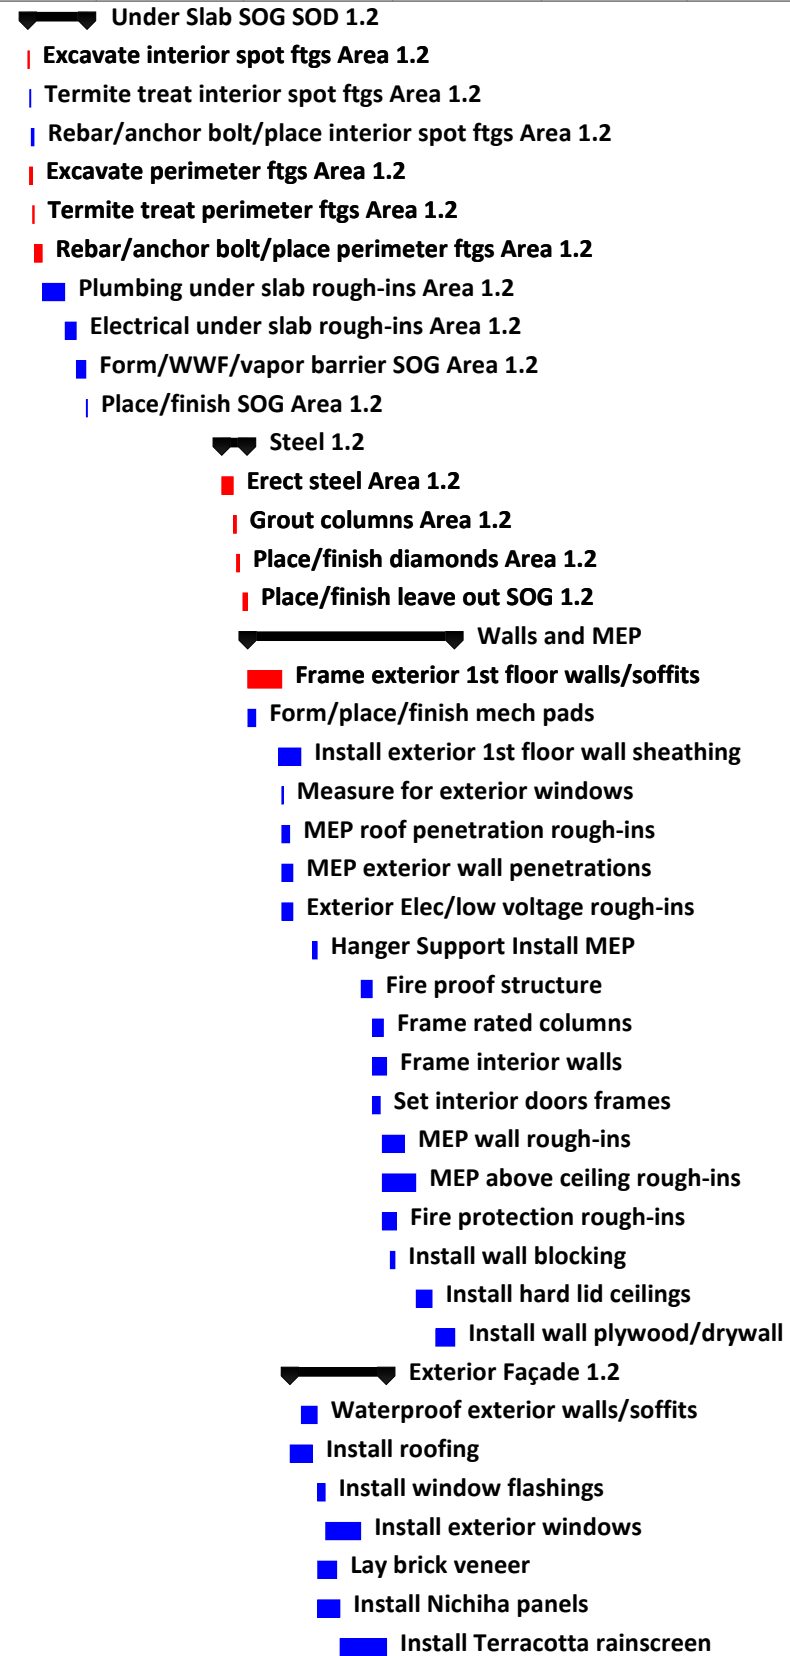 Under Slab SOG SOD 1.2
Excavate interior spot ftgs Area 1.2
Termite treat interior spot ftgs Area 1.2
Rebar/anchor bolt/place interior spot ftgs Area 1.2
Excavate perimeter ftgs Area 1.2
Termite treat perimeter ftgs Area 1.2
Rebar/anchor bolt/place perimeter ftgs Area 1.2
Plumbing under slab rough-ins Area 1.2
Electrical under slab rough-ins Area 1.2
Form/WWF/vapor barrier SOG Area 1.2
Place/finish SOG Area 1.2
Steel 1.2
Erect steel Area 1.2
Grout columns Area 1.2
Place/finish diamonds Area 1.2
Place/finish leave out SOG 1.2
Walls and MEP
Frame exterior 1st floor walls/soffits
Form/place/finish mech pads
Install exterior 1st floor wall sheathing
Measure for exterior windows
MEP roof penetration rough-ins
MEP exterior wall penetrations
Exterior Elec/low voltage rough-ins
Hanger Support Install MEP
Fire proof structure
Frame rated columns
Frame interior walls
Set interior doors frames
MEP wall rough-ins
MEP above ceiling rough-ins
Fire protection rough-ins
Install wall blocking
Install hard lid ceilings
Install wall plywood/drywall
Exterior Façade 1.2
Waterproof exterior walls/soffits
Install roofing
Install window flashings
Install exterior windows
Lay brick veneer
Install Nichiha panels
Install Terracotta rainscreen